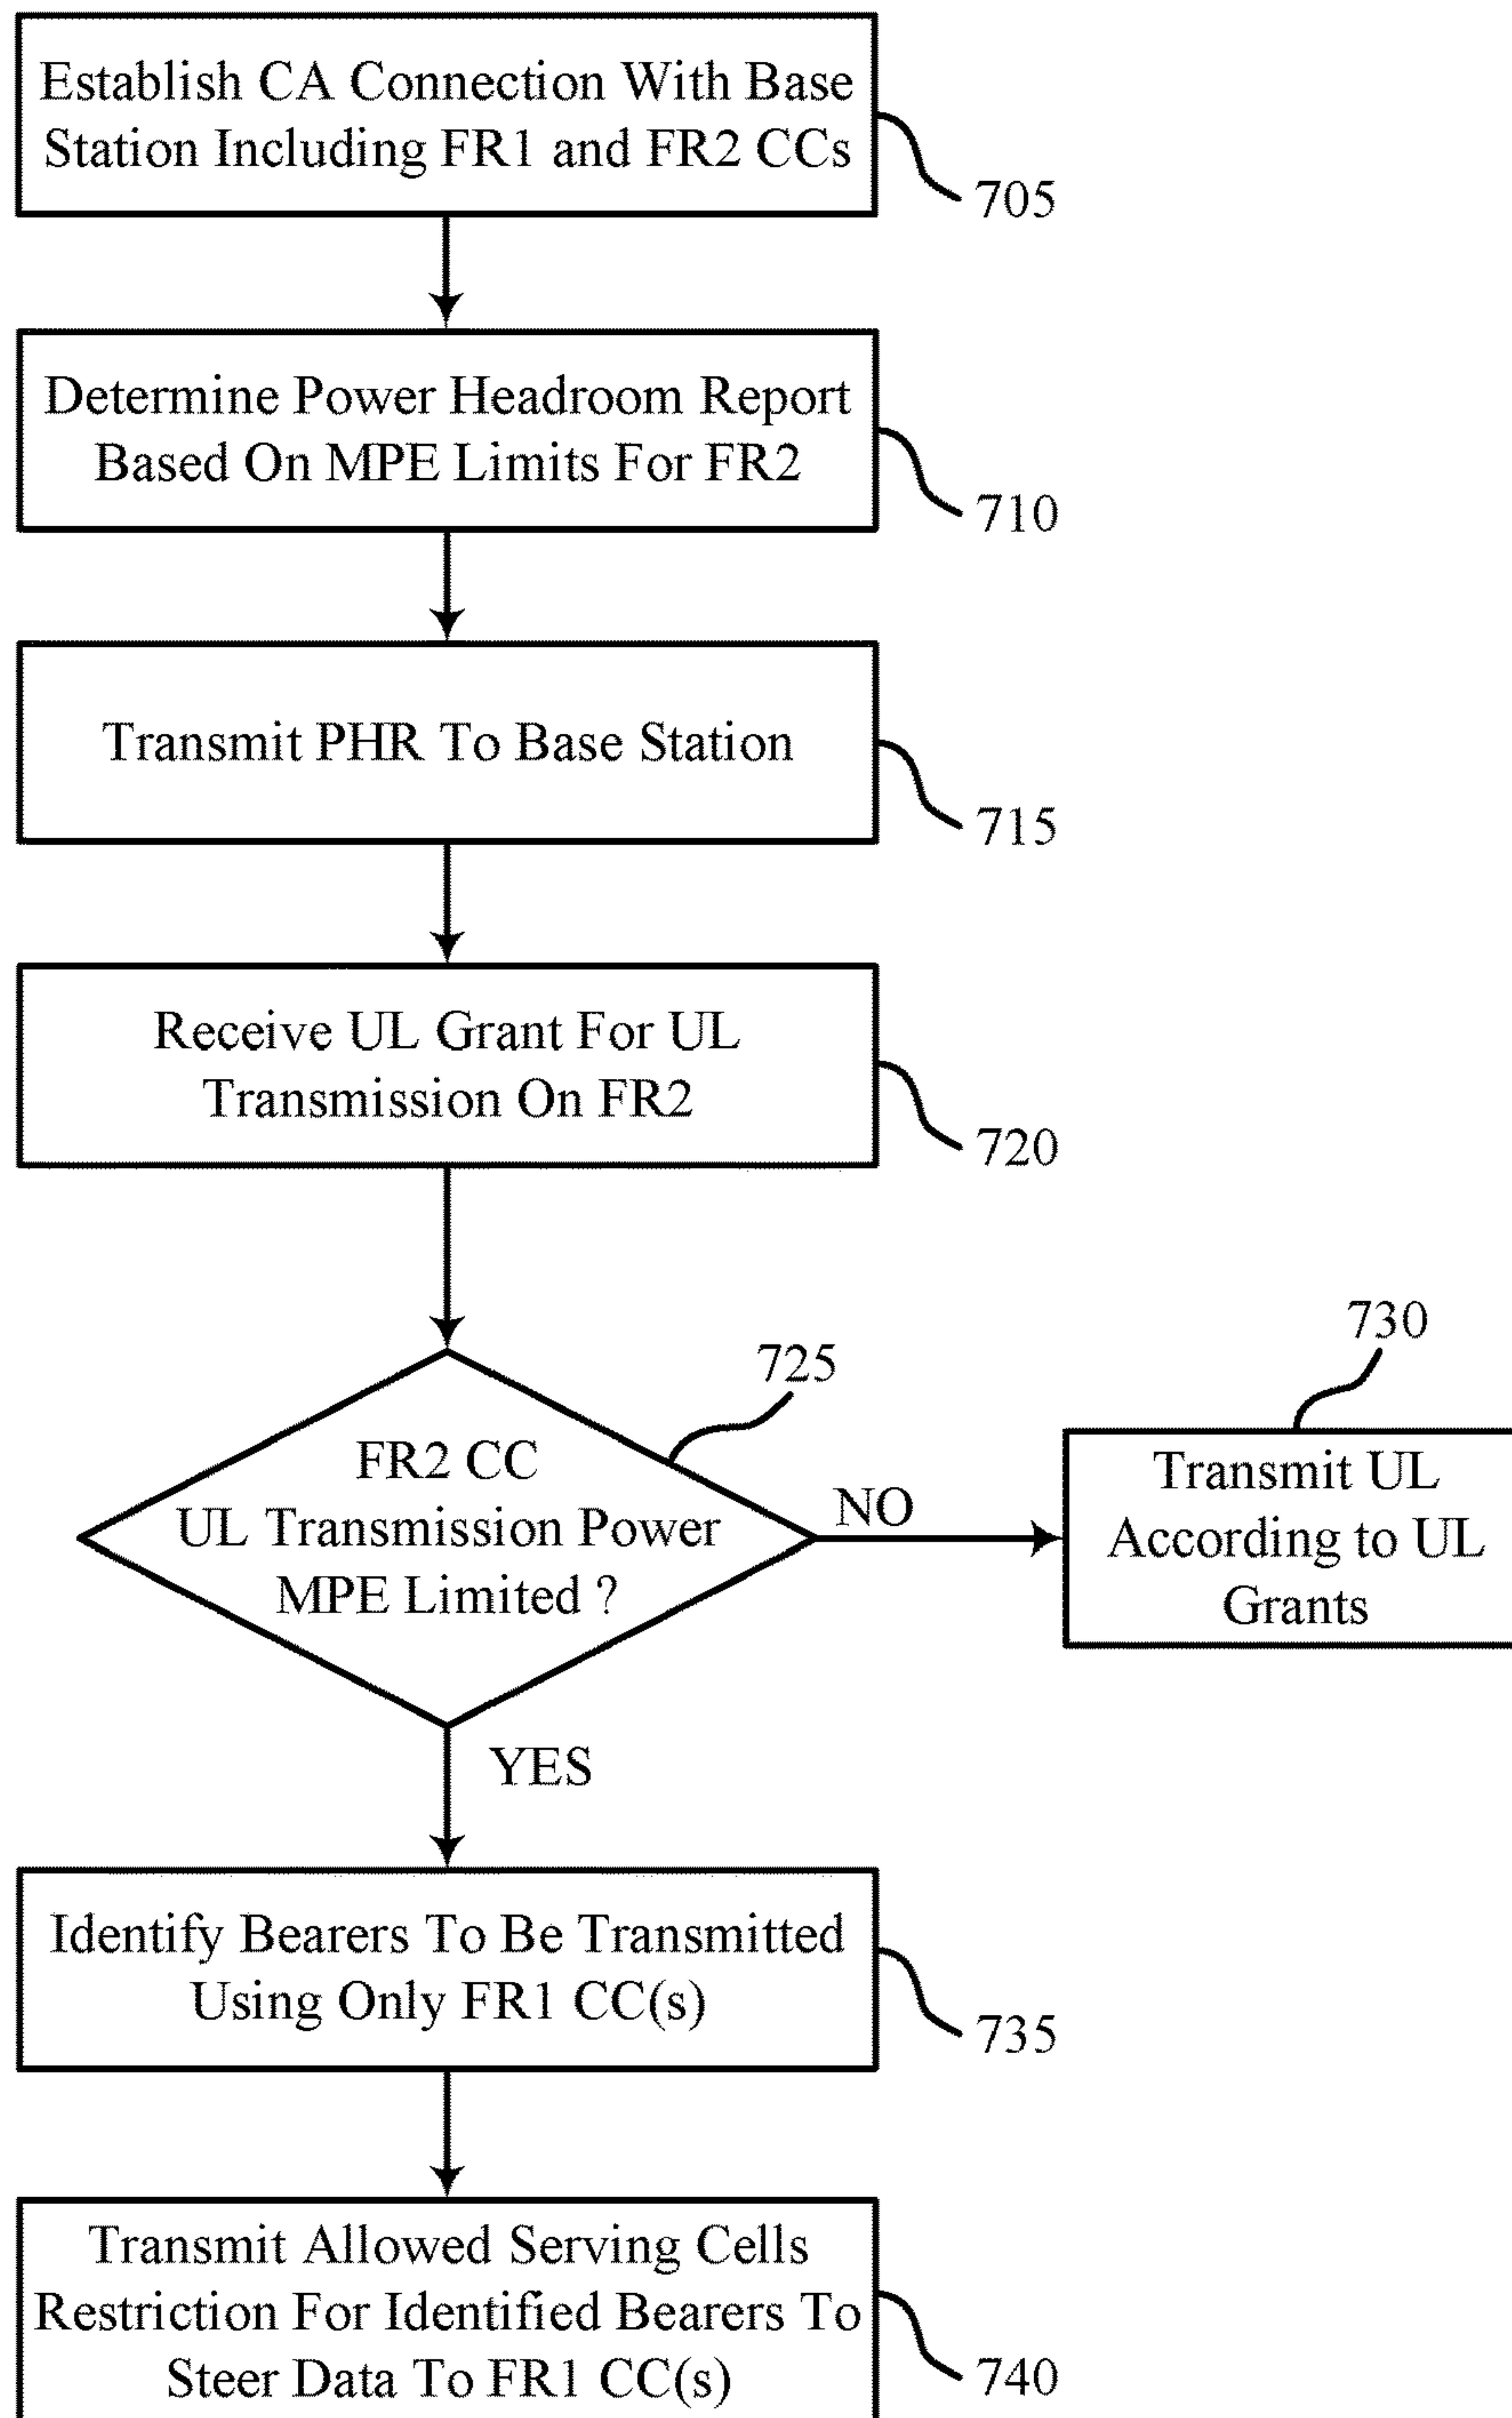 Establish CA Connection With Base
Station Including FR1 and FR2 CCs
705
Determine Power Headroom Report
Based On MPE Limits For FR2
710
Transmit PHR To Base Station
715
Receive UL Grant For UL
Transmission On FR2
720
725
FR2 CC
UL Transmission Power
MPE Limited ?
NO
730
Transmit UL
According to UL
Grants
YES
Identify Bearers To Be Transmitted
Using Only FR1 CC(s)
735
Transmit Allowed Serving Cells
Restriction For Identified Bearers To
Steer Data To FR1 CC(s)
740